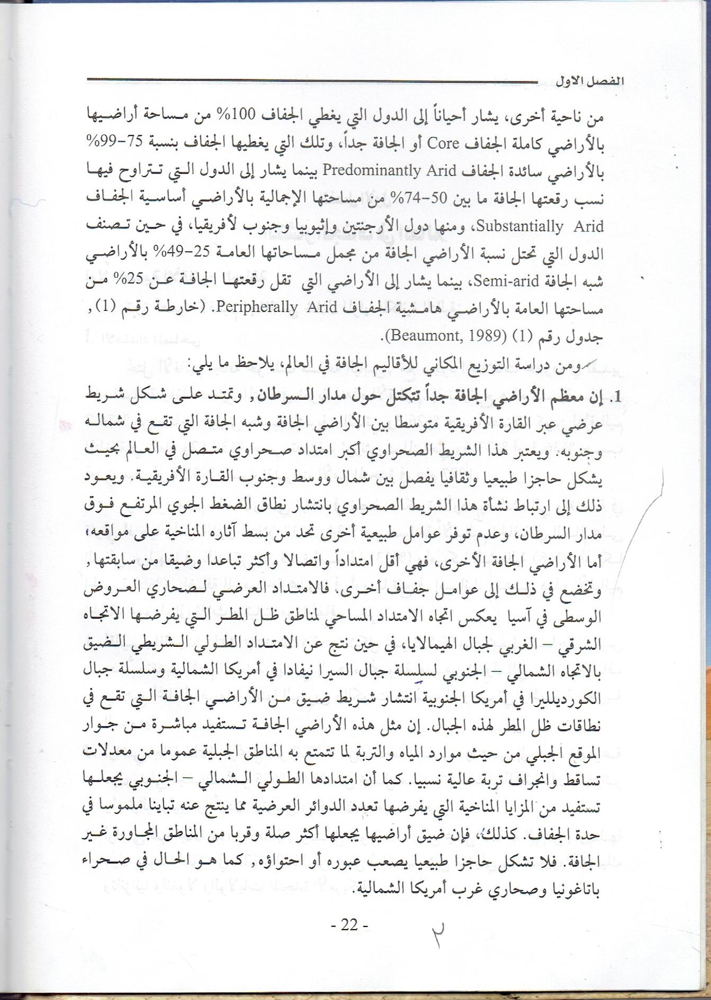 الفصل الاول
من ناحية أخرى، يشار أحياناً إلى الدول التي يغطي الجفاف 100% من مساحة أراضيها
بالأراضي كاملة الجفاف Core أو الجافة جداً، وتلك التي يغطيها الجفاف بنسبة 75-99%
بالأراضي سائدة الجفاف Predominantly Arid بينما يشار إلى الدول التي تتراوح فيها
نسب رقعتها الجافة ما بين 50-74% من مساحتها الإجمالية بالأراضي أساسية الجفاف
Substantially Arid، ومنها دول الأرجنتين وإثيوبيا وجنوب لأفريقيا، في حين تصنف
الدول التي تحتل نسبة الأراضي الجافة من مجمل مساحاتها العامة 25-49% بالأراضي
شبه الجافة Semi-arid، بينما يشار إلى الأراضي التي تقل رقعتها الجافة عن 25% من
مساحتها العامة بالأراضي هامشية الجفاف Peripherally Arid. (خارطة رقم (1),
جدول رقم (1) (Beaumont, 1989).
ومن دراسة التوزيع المكاني للأقاليم الجافة في العالم، يلاحظ ما يلي:
1. إن معظم الأراضي الجافة جداً تتكتل حول مدار السرطان, وتمتد على شكل شريط
عرضي عبر القارة الأفريقية متوسطا بين الأراضي الجافة وشبه الجافة التي تقع في شماله
وجنوبه. ويعتبر هذا الشريط الصحراوي أكبر امتداد صحراوي متصل في العالم بحيث
يشكل حاجزا طبيعيا وثقافيا يفصل بين شمال ووسط وجنوب القارة الأفريقية. ويعود
ذلك إلى ارتباط نشأة هذا الشريط الصحراوي بانتشار نطاق الضغط الجوي المرتفع فوق
مدار السرطان، وعدم توفر عوامل طبيعية أخرى تحد من بسط آثاره المناخية على مواقعه؛
أما الأراضي الجافة الأخرى، فهي أقل امتداداً واتصالا وأكثر تباعدا وضيقا من سابقتها,
وتخضع في ذلك إلى عوامل جفاف أخرى. فالامتداد العرضي لصحاري العروض
الوسطى في آسيا يعكس اتجاه الامتداد المساحي لمناطق ظل المطر التي يفرضها الاتجاه
الشرقي – الغربي لجبال الهيمالايا، في حين نتج عن الامتداد الطولي الشريطي الضيق
بالاتجاه الشمالي – الجنوبي لسلسلة جبال السيرا نيفادا في أمريكا الشمالية وسلسلة جبال
الكورديلليرا في أمريكا الجنوبية انتشار شريط ضيق من الأراضي الجافة التي تقع في
نطاقات ظل المطر لهذه الجبال. إن مثل هذه الأراضي الجافة تستفيد مباشرة من جوار
الموقع الجبلي من حيث موارد المياه والتربة لما تتمتع به المناطق الجبلية عموما من معدلات
تساقط وانجراف تربة عالية نسبيا. كما أن امتدادها الطولي الشمالي – الجنوبي يجعلها
تستفيد من المزايا المناخية التي يفرضها تعدد الدوائر العرضية مما ينتج عنه تباينا ملموسا في
حدة الجفاف. كذلك، فإن ضيق أراضيها يجعلها أكثر صلة وقربا من المناطق المجاورة غير
الجافة. فلا تشكل حاجزا طبيعيا يصعب عبوره أو احتواؤه, كما هو الحال في صحراء
باتاغونيا وصحاري غرب أمريكا الشمالية.
- 22 -
٣